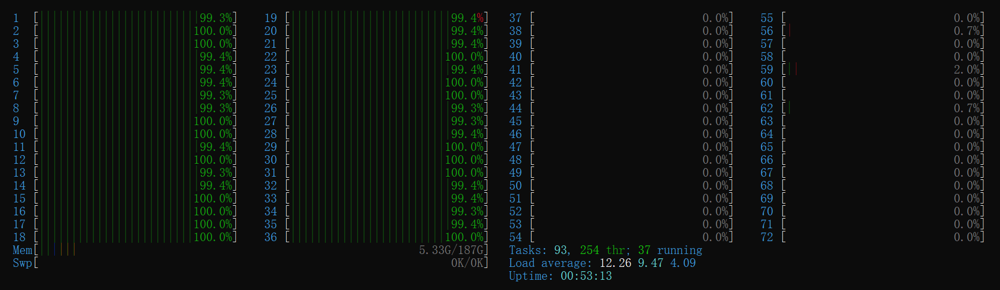 1 [99.3%] 19 [99.4%] 37 [0.0%] 55 [0.0%]
2 [100.0%] 20 [99.4%] 38 [0.0%] 56 [|0.7%]
3 [100.0%] 21 [99.4%] 39 [0.0%] 57 [0.0%]
4 [99.4%] 22 [100.0%] 40 [0.0%] 58 [0.0%]
5 [99.4%] 23 [99.4%] 41 [0.0%] 59 [||2.0%]
6 [99.4%] 24 [100.0%] 42 [0.0%] 60 [0.0%]
7 [99.3%] 25 [100.0%] 43 [0.0%] 61 [0.0%]
8 [99.3%] 26 [99.3%] 44 [0.0%] 62 [|0.7%]
9 [100.0%] 27 [99.3%] 45 [0.0%] 63 [0.0%]
10 [100.0%] 28 [99.4%] 46 [0.0%] 64 [0.0%]
11 [99.4%] 29 [100.0%] 47 [0.0%] 65 [0.0%]
12 [100.0%] 30 [100.0%] 48 [0.0%] 66 [0.0%]
13 [99.3%] 31 [100.0%] 49 [0.0%] 67 [0.0%]
14 [99.4%] 32 [99.4%] 50 [0.0%] 68 [0.0%]
15 [100.0%] 33 [99.4%] 51 [0.0%] 69 [0.0%]
16 [100.0%] 34 [99.3%] 52 [0.0%] 70 [0.0%]
17 [100.0%] 35 [99.4%] 53 [0.0%] 71 [0.0%]
18 [100.0%] 36 [100.0%] 54 [0.0%] 72 [0.0%]
Mem[5.33G/187G] Tasks: 93, 254 thr; 37 running
Swp[0K/0K] Load average: 12.26 9.47 4.09
Uptime: 00:53:13